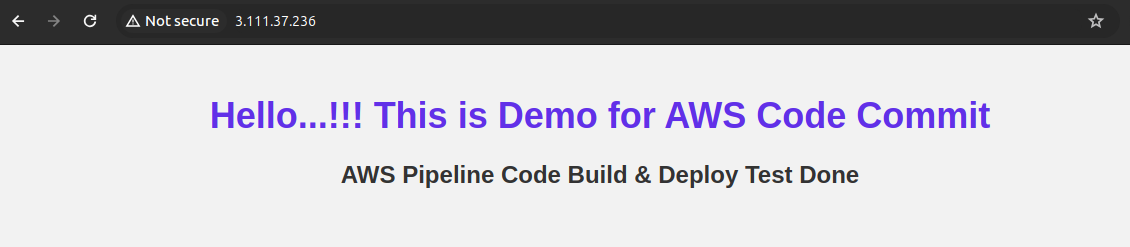 Not secure 3.111.37.236
Hello...!!! This is Demo for AWS Code Commit
AWS Pipeline Code Build & Deploy Test Done